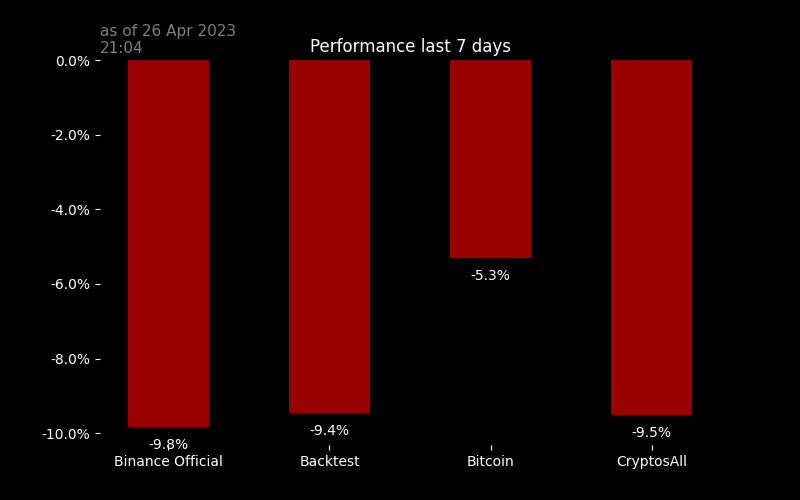 as of 26 Apr 2023
21:04
Performance last 7 days
0.0%
-2.0%
-4.0%
-6.0%
-8.0%
-10.0%
-9.8%
-9.4%
-5.3%
-9.5%
Binance Official
Backtest
Bitcoin
CryptosAll